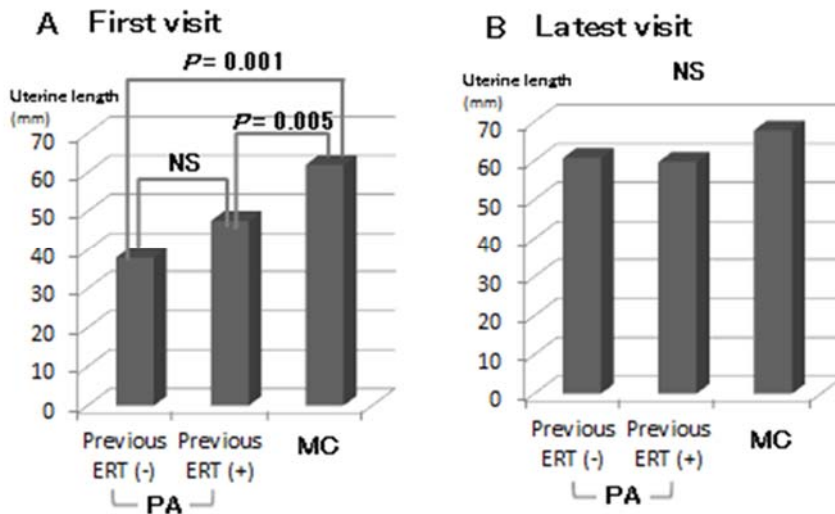 A First visit
P = 0.001
Uterine length
(mm)
P = 0.005
NS
70
60
50
40
30
20
10
0
Previous
ERT (-)
Previous
ERT (+)
MC
PA
B Latest visit
NS
Uterine length
(mm)
70
60
50
40
30
20
10
0
Previous
ERT (-)
Previous
ERT (+)
MC
PA